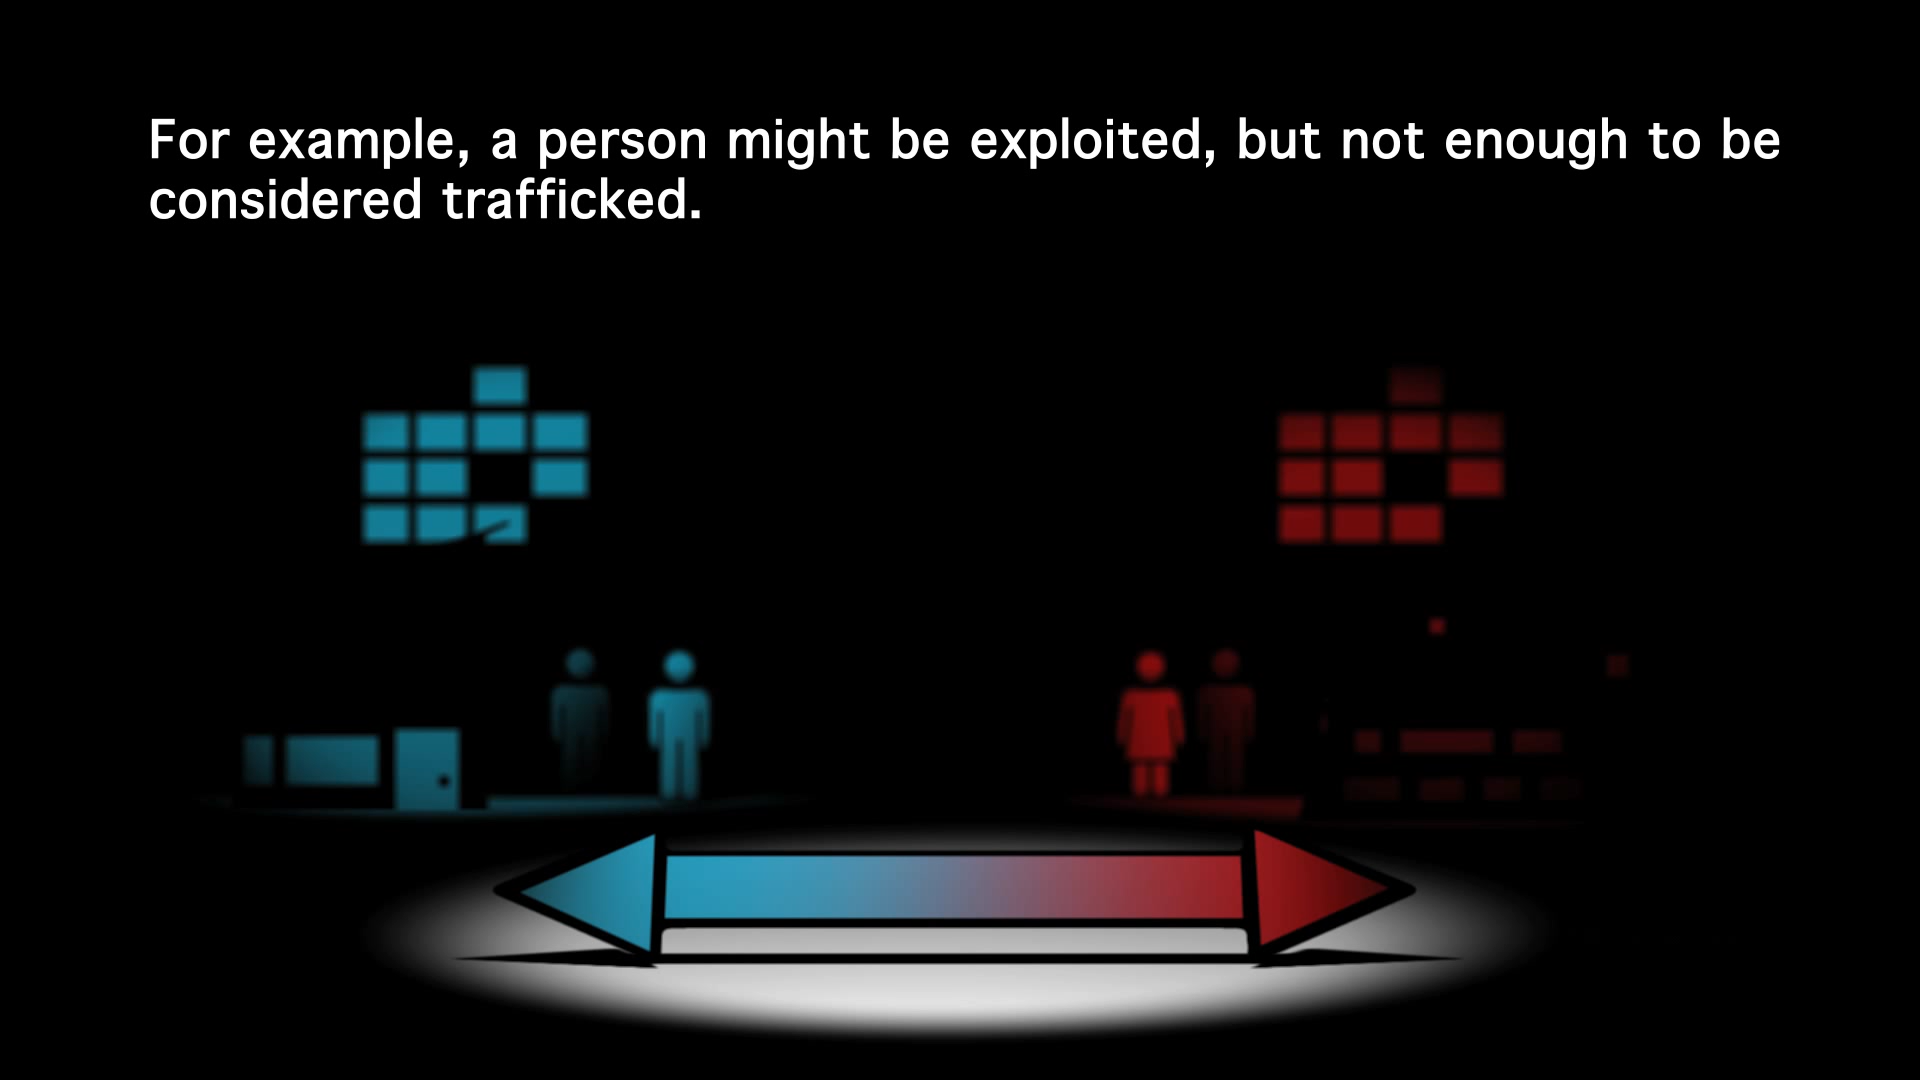 For example, a person might be exploited, but not enough to be
considered trafficked.